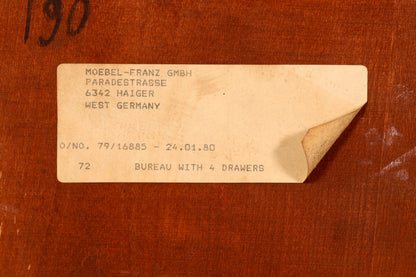 190
MOEBEL-FRANZ GMBH
PARADESTRASSE
6342 HAIGER
WEST GERMANY
O/NO. 79/16885 - 24.01.80
72 BUREAU WITH 4 DRAWERS